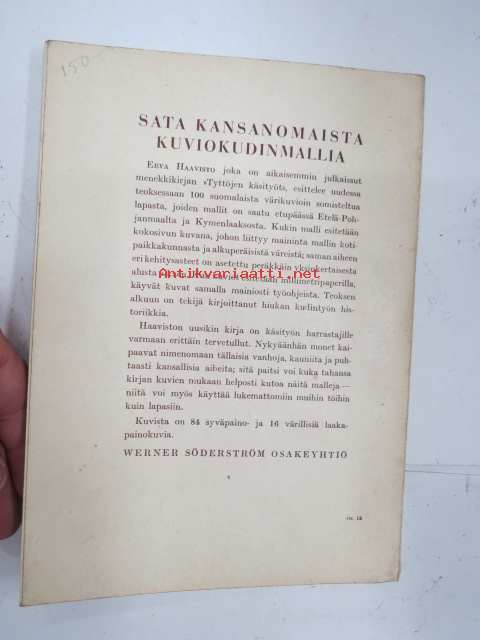 150
SATA KANSANOMAISTA
KUVIOKUDINMALLIA
EEVA HAAVISTO joka on aikaisemmin julkaissut
menekkikirjan »Tyttöjen käsityöt», esittelee uudessa
teoksessaan 100 suomalaista värikuvioin somisteltua
lapasta, joiden mallit on saatu etupäässä Etelä-Poh-
janmaalta ja Kymenlaaksosta. Kukin malli esitetään
kokosivun kuvana, johon liittyy maininta mallin koti-
paikkakunnasta ja alkuperäisistä väreistä; saman aiheen
eri kehitysasteet on asetettu peräkkäin yksinkertaisesta
alusta
Antikvariaatti.net
esitetään millimetripaperilla,
käyvät kuvat samalla mainiosti työohjeista. Teoksen
alkuun on tekijä kirjoittanut hiukan kudintyön his-
toriikkia.
Haaviston uusikin kirja on käsityön harrastajille
varmaan erittäin tervetullut. Nykyäänhän monet kai-
paavat nimenomaan tällaisia vanhoja, kauniita ja puh-
taasti kansallisia aiheita; sitä paitsi voi kuka tahansa
kirjan kuvien mukaan helposti kutoa näitä malleja —
niitä voi myös käyttää lukemattomiin muihin töihin
kuin lapasiin.
Kuvista on 84 syväpaino- ja 16 värillisiä laaka-
painokuvia.
WERNER SÖDERSTRÖM OSAKEYHTIÖ